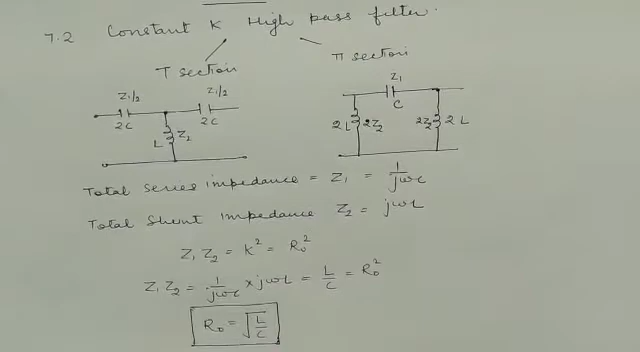 7.2 Constant K High pass filter.
T section
π section
Z1/2 Z1/2
2C 2C
L Z2
Z1
C
2L 2Z2 2Z2 2L
Total Series impedance = Z1 = 1/jωc
Total Shunt Impedance Z2 = jωL
Z1 Z2 = K² = R0²
Z1 Z2 = 1/jωc × jωL = L/C = R0²
R0 = √L/C